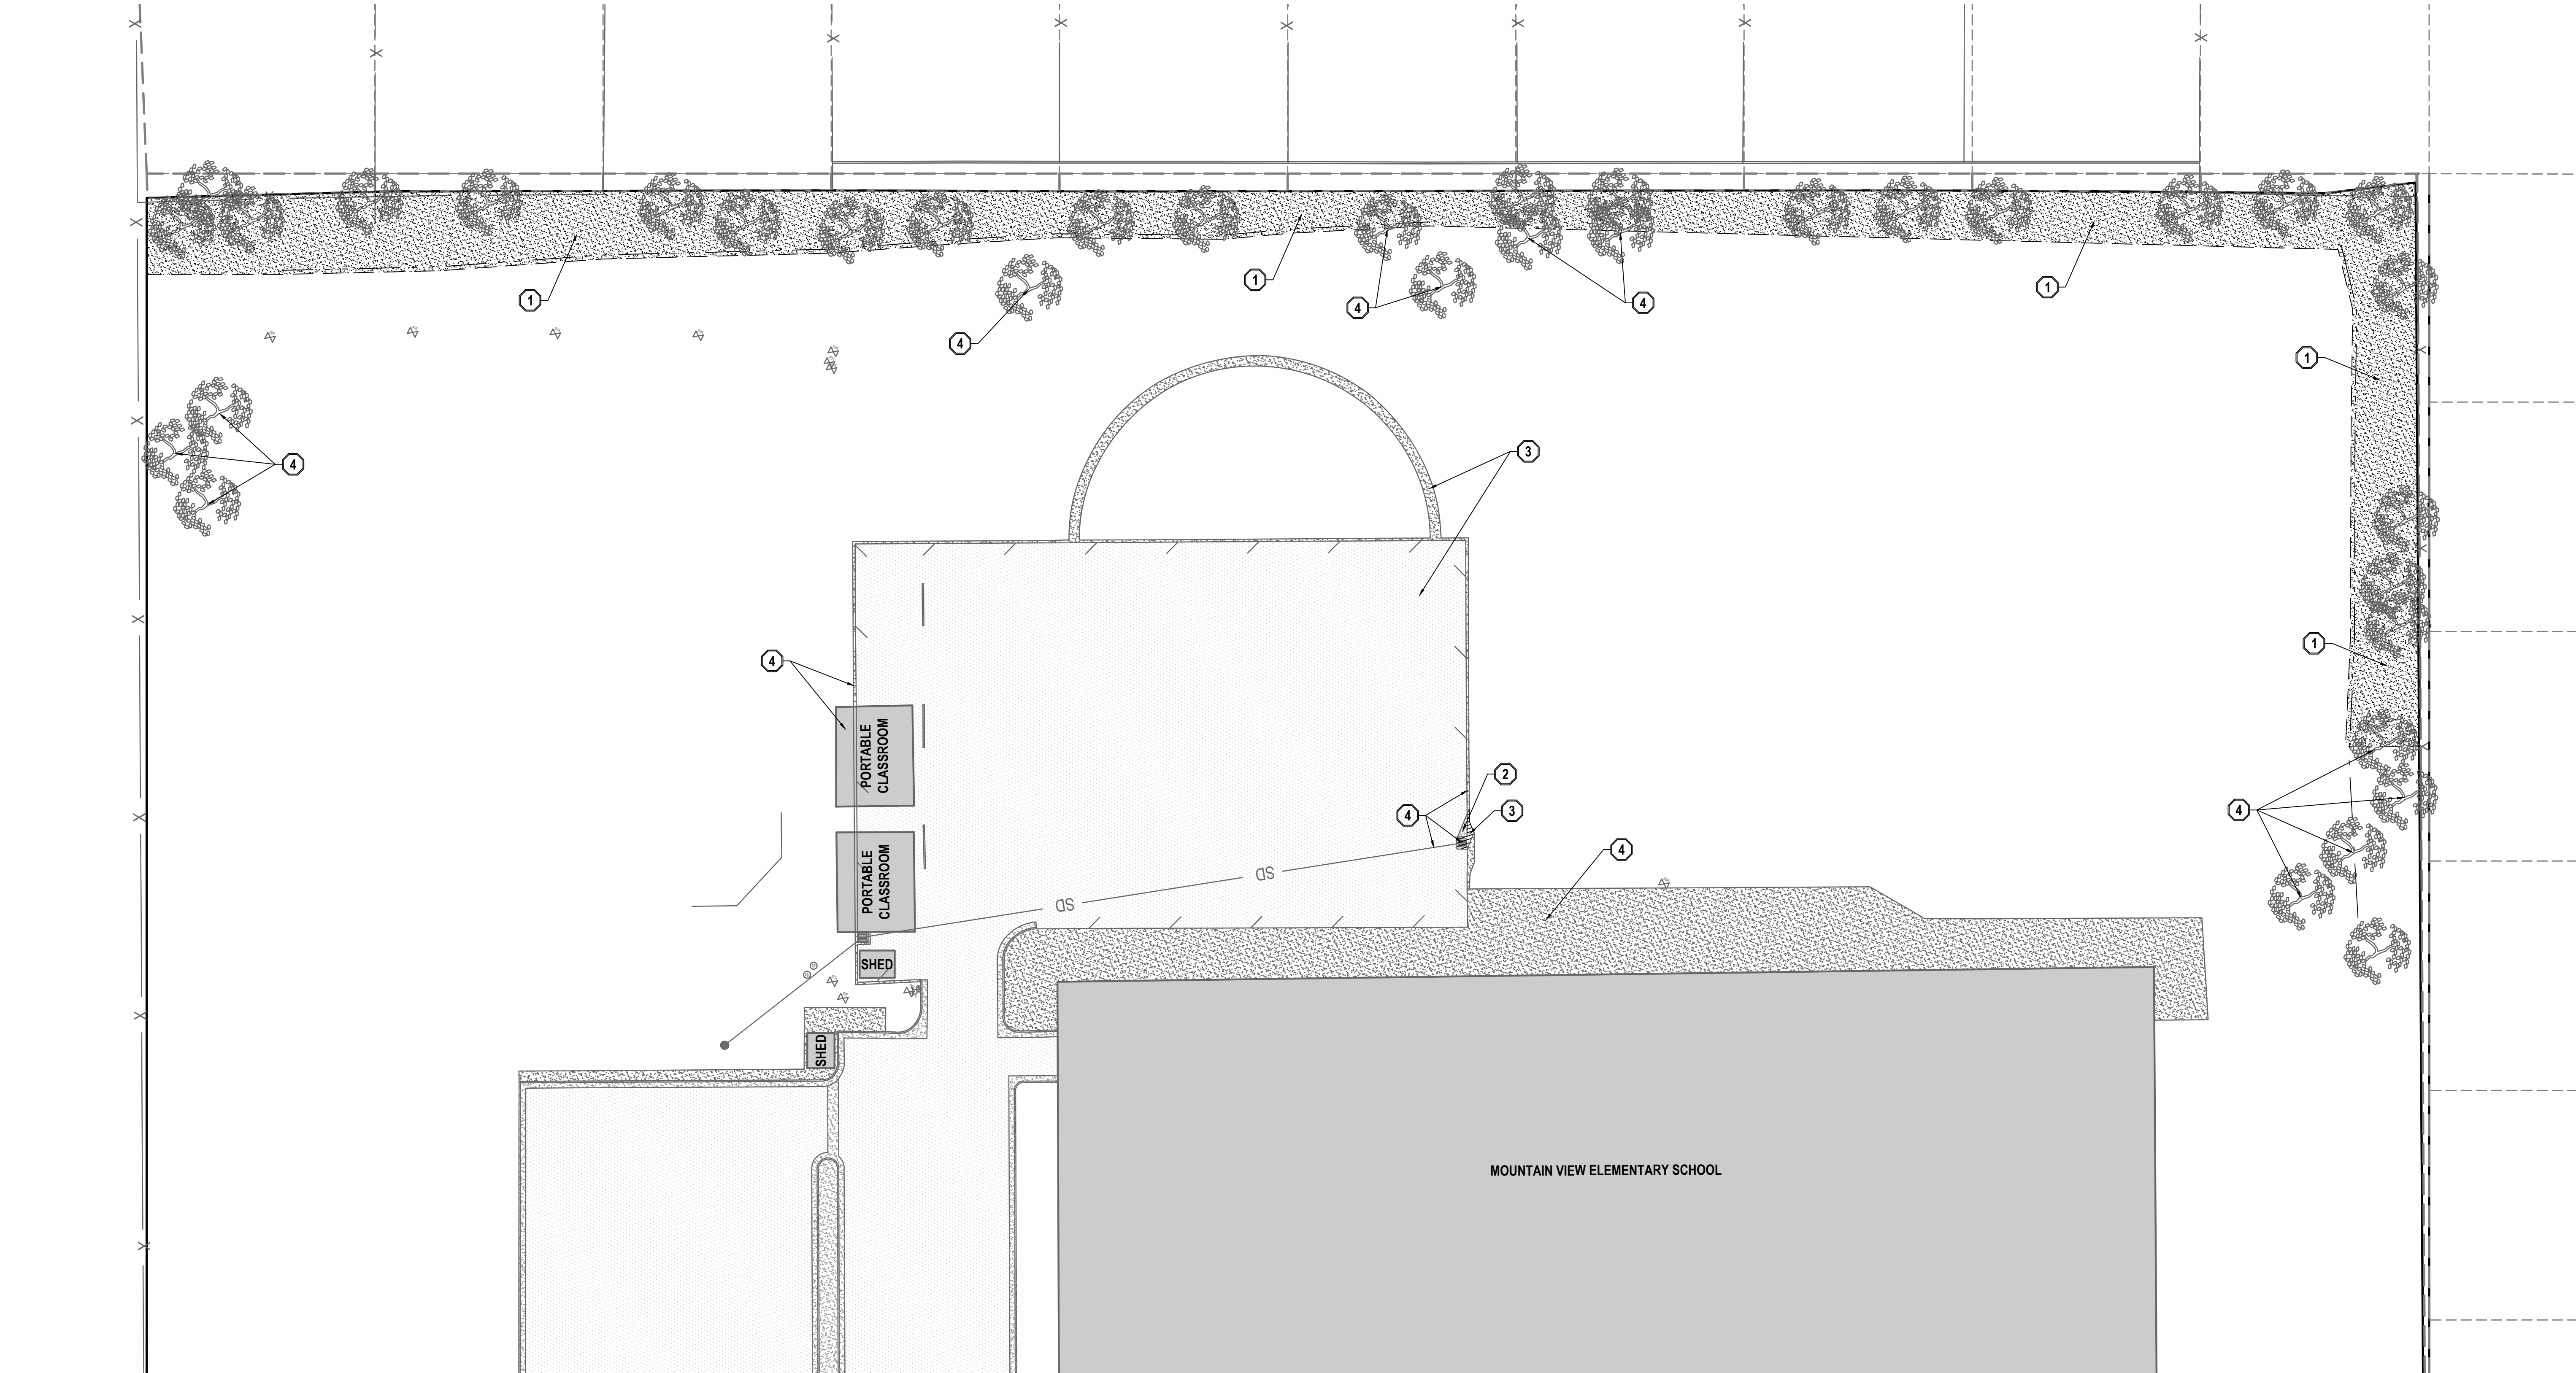 X
X
X
X
X
X
X
X
X
1
1
4
4
1
4
1
X
4
3
X
1
4
PORTABLE
CLASSROOM
2
4
3
4
X
4
PORTABLE
CLASSROOM
SD
SD
SHED
X
SHED
MOUNTAIN VIEW ELEMENTARY SCHOOL
X